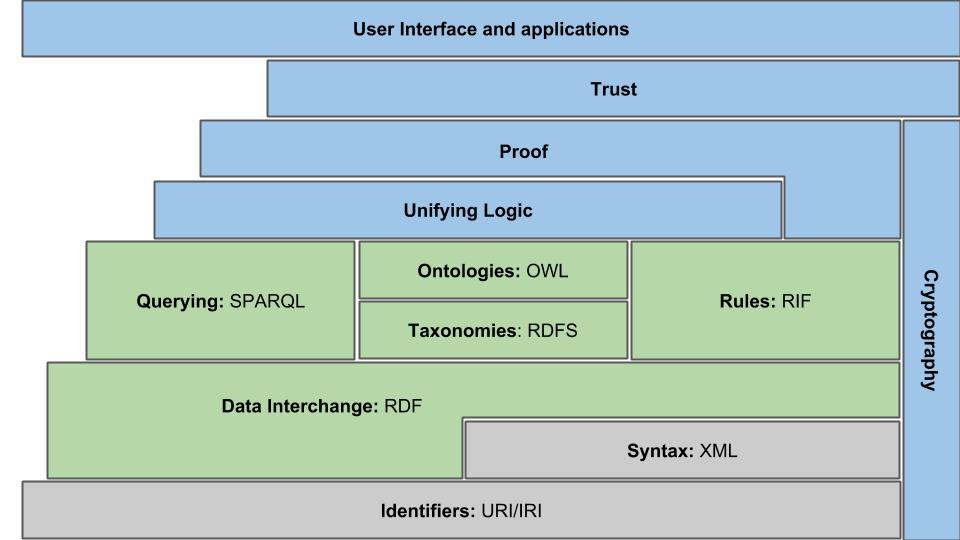 User Interface and applications
Trust
Proof
Unifying Logic
Querying: SPARQL
Ontologies: OWL
Taxonomies: RDFS
Rules: RIF
Cryptography
Data Interchange: RDF
Syntax: XML
Identifiers: URI/IRI